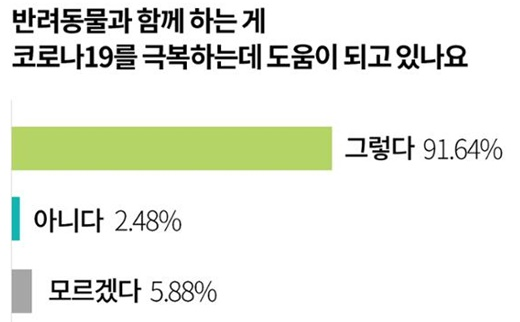 반려동물과 함께 하는 게
코로나19를 극복하는데 도움이 되고 있나요
그렇다 91.64%
아니다 2.48%
모르겠다 5.88%